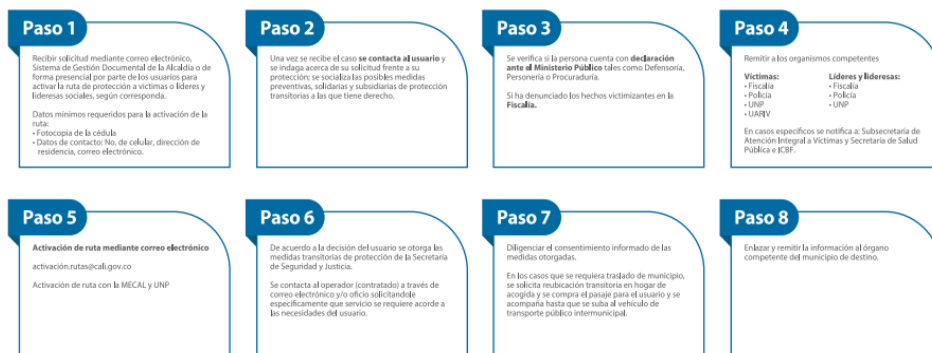 Paso 1
Recibir solicitud mediante correo electrónico,
Sistema de Gestión Documental de la Alcaldía o de
forma presencial por parte de los usuarios para
activar la ruta de protección a víctimas o líderes y
lideresas sociales, según corresponda.
Datos mínimos requeridos para la activación de la
ruta:
• Fotocopia de la cédula
• Datos de contacto: No. de celular, dirección de
residencia, correo electrónico.
Paso 2
Una vez se recibe el caso se contacta al usuario y
se indaga acerca de su solicitud frente a su
protección; se socializa las posibles medidas
preventivas, solidarias y subsidiarias de protección
transitorias a las que tiene derecho.
Paso 3
Se verifica si la persona cuenta con declaración
ante el Ministerio Público tales como Defensoría,
Personería o Procuraduría.
Si ha denunciado los hechos victimizantes en la
Fiscalía.
Paso 4
Remitir a los organismos competentes
Víctimas:
• Fiscalía
• Policía
• UNP
• UARIV
Líderes y lideresas:
• Fiscalía
• Policía
• UNP
En casos específicos se notifica a: Subsecretaría de
Atención Integral a Víctimas y Secretaría de Salud
Pública e ICBF.
Paso 5
Activación de ruta mediante correo electrónico
activación.rutas@cali.gov.co
Activación de ruta con la MECAL y UNP
Paso 6
De acuerdo a la decisión del usuario se otorga las
medidas transitorias de protección de la Secretaría
de Seguridad y Justicia.
Se contacta al operador (contratado) a través de
correo electrónico y/o oficio solicitandole
específicamente que servicio se requiere acorde a
las necesidades del usuario.
Paso 7
Diligenciar el consentimiento informado de las
medidas otorgadas.
En los casos que se requiera traslado de municipio,
se solicita reubicación transitoria en hogar de
acogida y se compra el pasaje para el usuario y se
acompaña hasta que se suba al vehículo de
transporte público intermunicipal.
Paso 8
Enlazar y remitir la información al órgano
competente del municipio de destino.